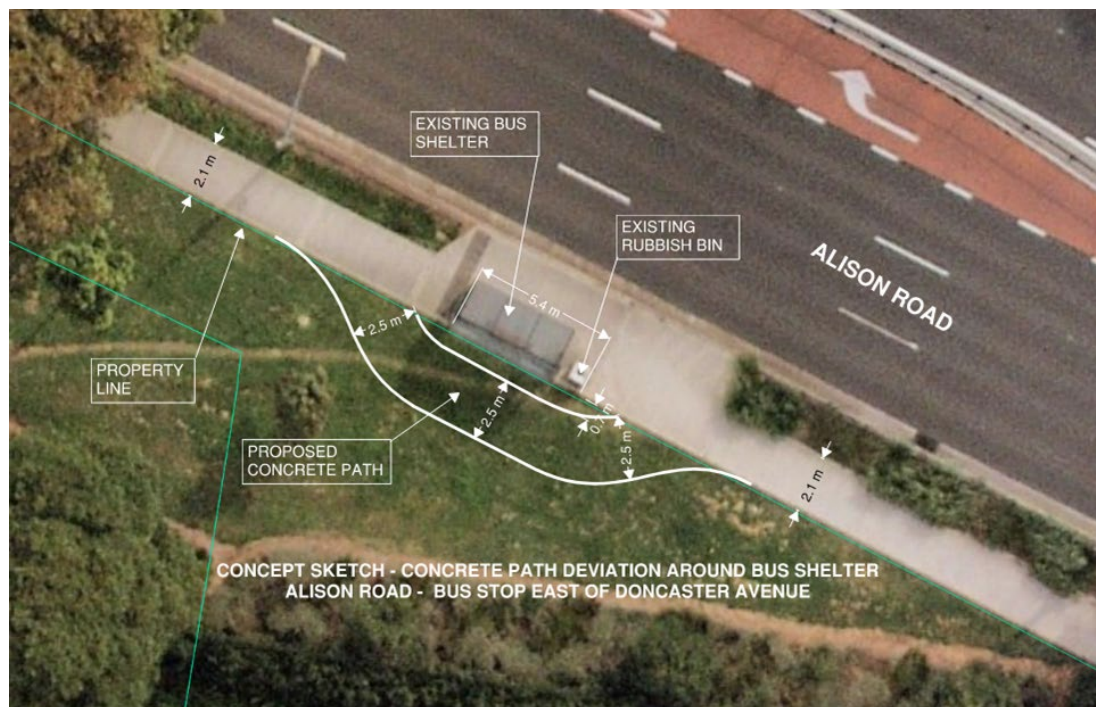 EXISTING BUS
SHELTER
2.1 m
EXISTING
RUBBISH BIN
ALISON ROAD
5.4 m
2.5 m
PROPERTY
LINE
2.5 m
0.7 m
2.5 m
PROPOSED
CONCRETE PATH
2.1 m
CONCEPT SKETCH - CONCRETE PATH DEVIATION AROUND BUS SHELTER
ALISON ROAD - BUS STOP EAST OF DONCASTER AVENUE